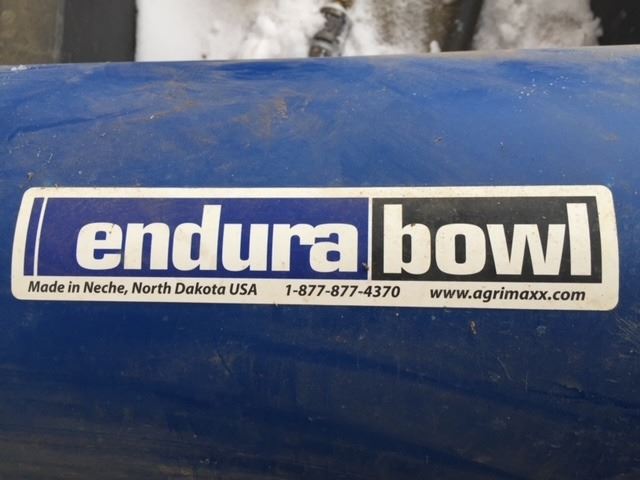 endura bowl
Made in Neche, North Dakota USA 1-877-877-4370 www.agrimaxx.com